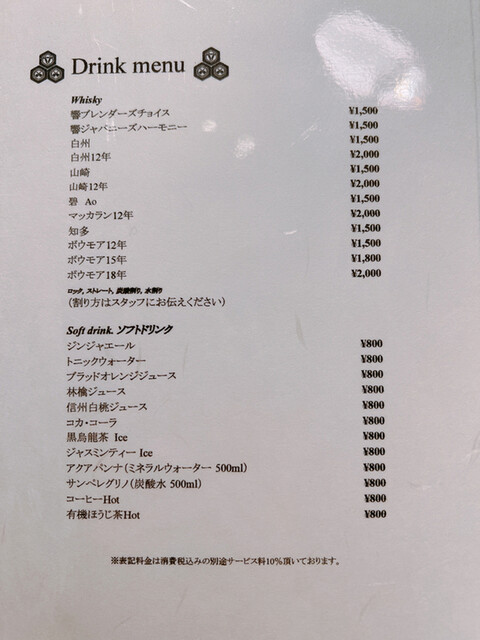 Drink menu
Whisky
響ブレンダーズチョイス ¥1,500
響ジャパニーズハーモニー ¥1,500
白州 ¥1,500
白州12年 ¥2,000
山崎 ¥1,500
山崎12年 ¥2,000
碧 Ao ¥1,500
マッカラン12年 ¥2,000
知多 ¥1,500
ボウモア12年 ¥1,500
ボウモア15年 ¥1,800
ボウモア18年 ¥2,000
ロック, ストレート, 炭酸割り, 水割り
(割り方はスタッフにお伝えください)
Soft drink. ソフトドリンク
ジンジャエール ¥800
トニックウォーター ¥800
ブラッドオレンジジュース ¥800
林檎ジュース ¥800
信州白桃ジュース ¥800
コカ・コーラ ¥800
黒烏龍茶 Ice ¥800
ジャスミンティー Ice ¥800
アクアパンナ(ミネラルウォーター 500ml) ¥800
サンペレグリノ(炭酸水 500ml) ¥800
コーヒーHot ¥800
有機ほうじ茶Hot ¥800
※表記料金は消費税込みの別途サービス料10%頂いております。